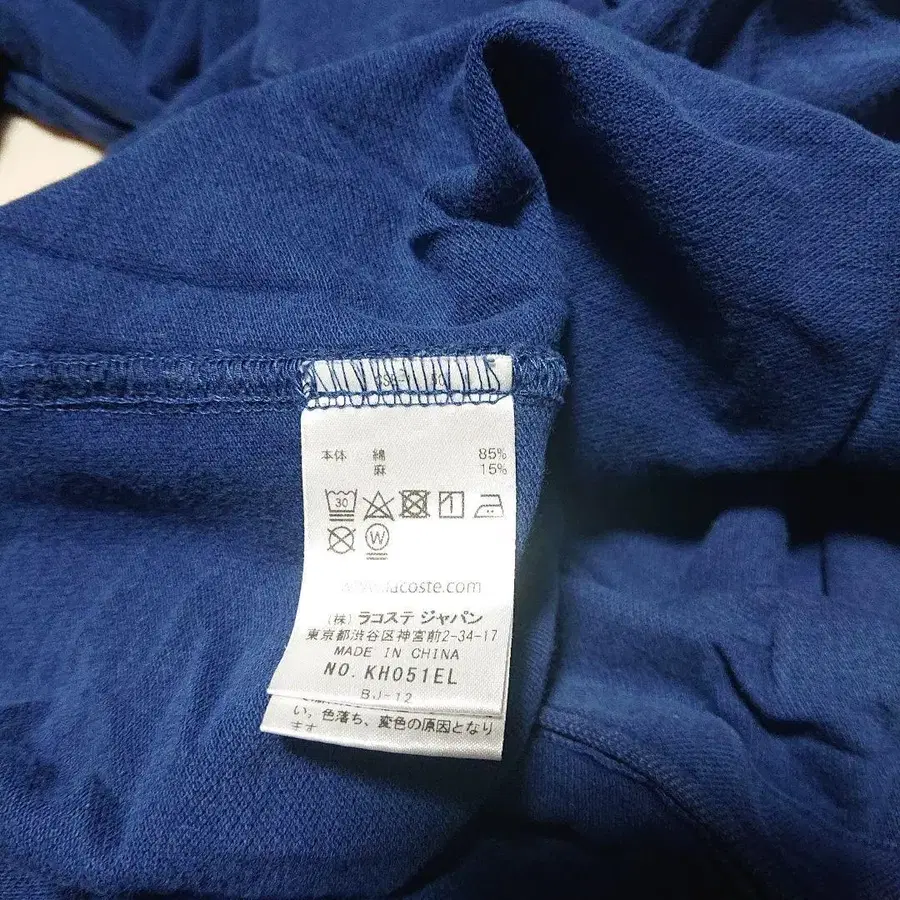 本体 綿 85%
麻 15%
30
W
lacoste.com
(株) ラコステ ジャパン
東京都渋谷区神宮前2-34-17
MADE IN CHINA
NO. KH051EL
BJ-12
い。色落ち、変色の原因となり
ます